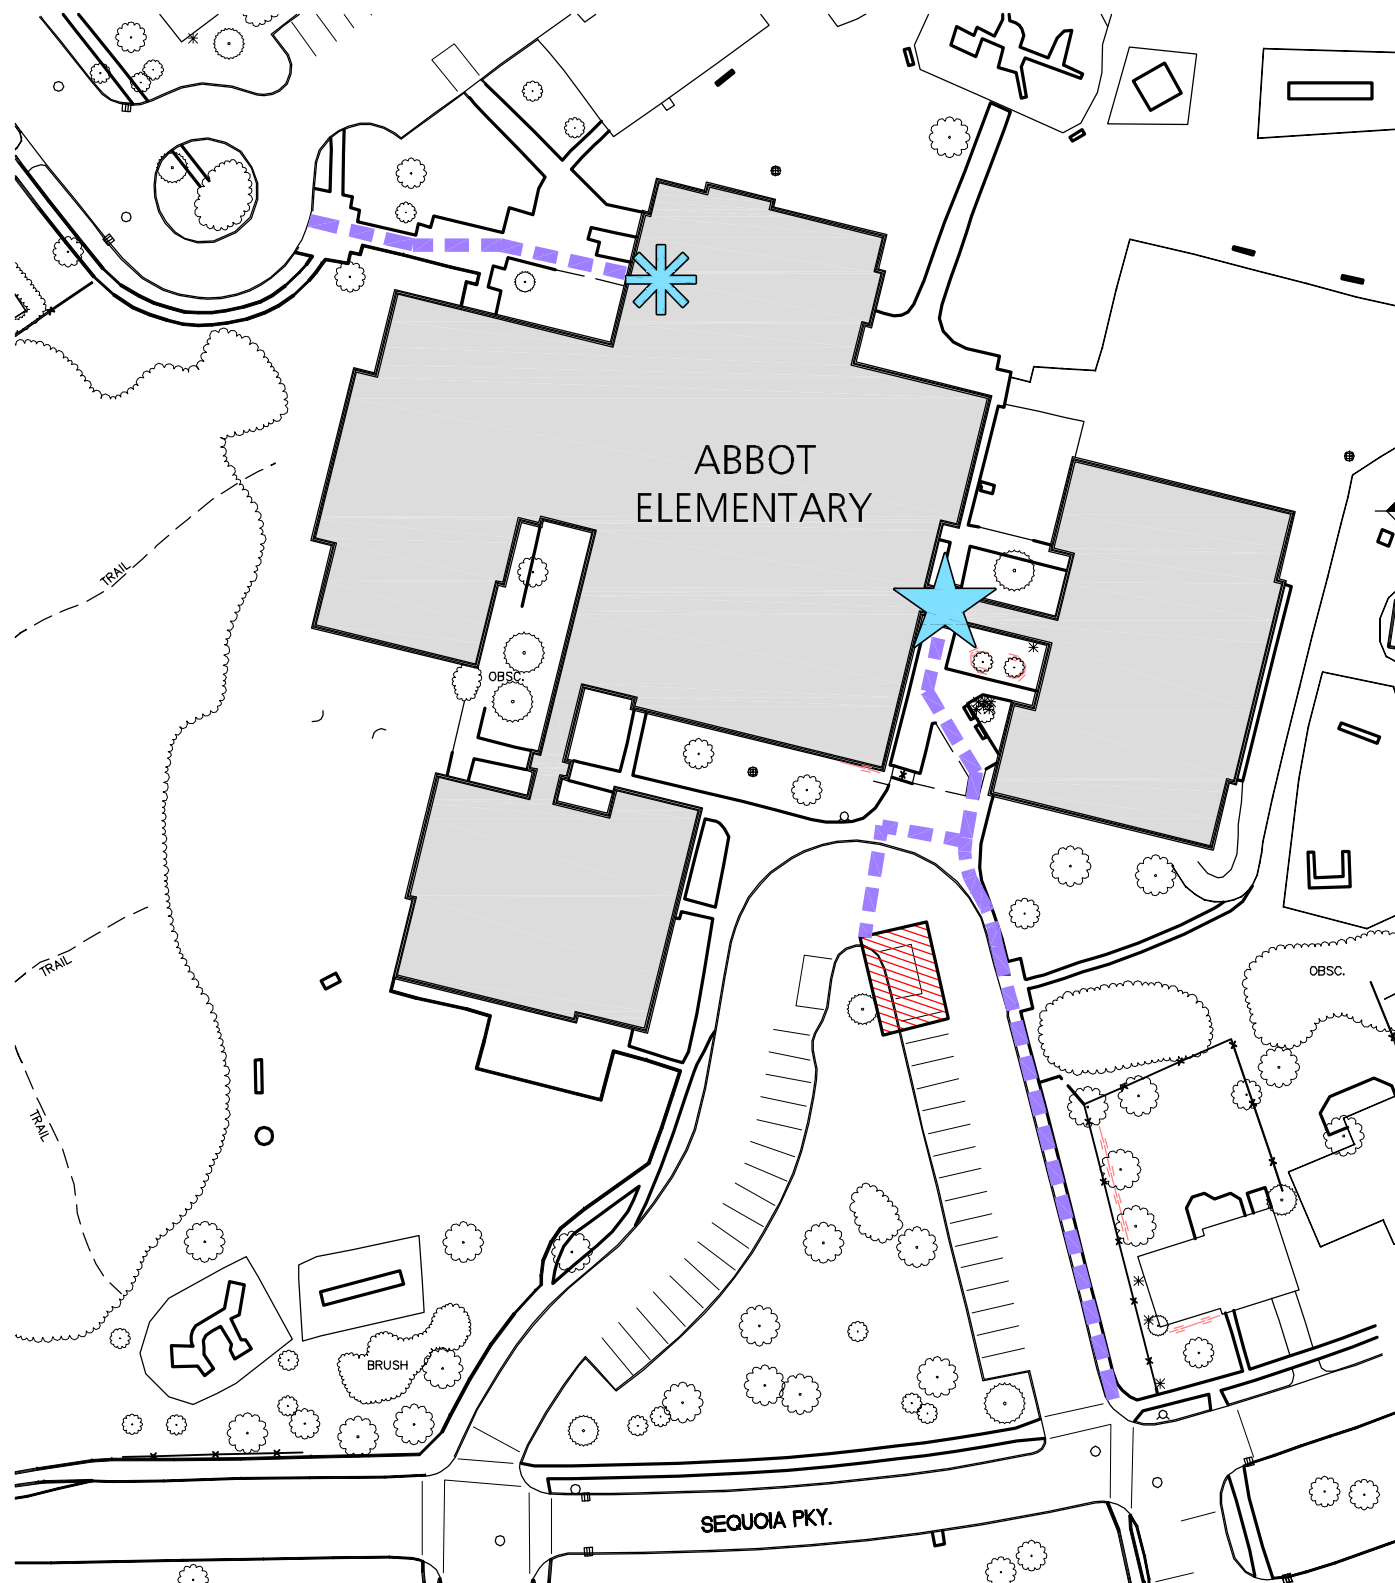 ABBOT
ELEMENTARY
TRAIL
OBSC.
TRAIL
OBSC.
TRAIL
BRUSH
SEQUOIA PKY.